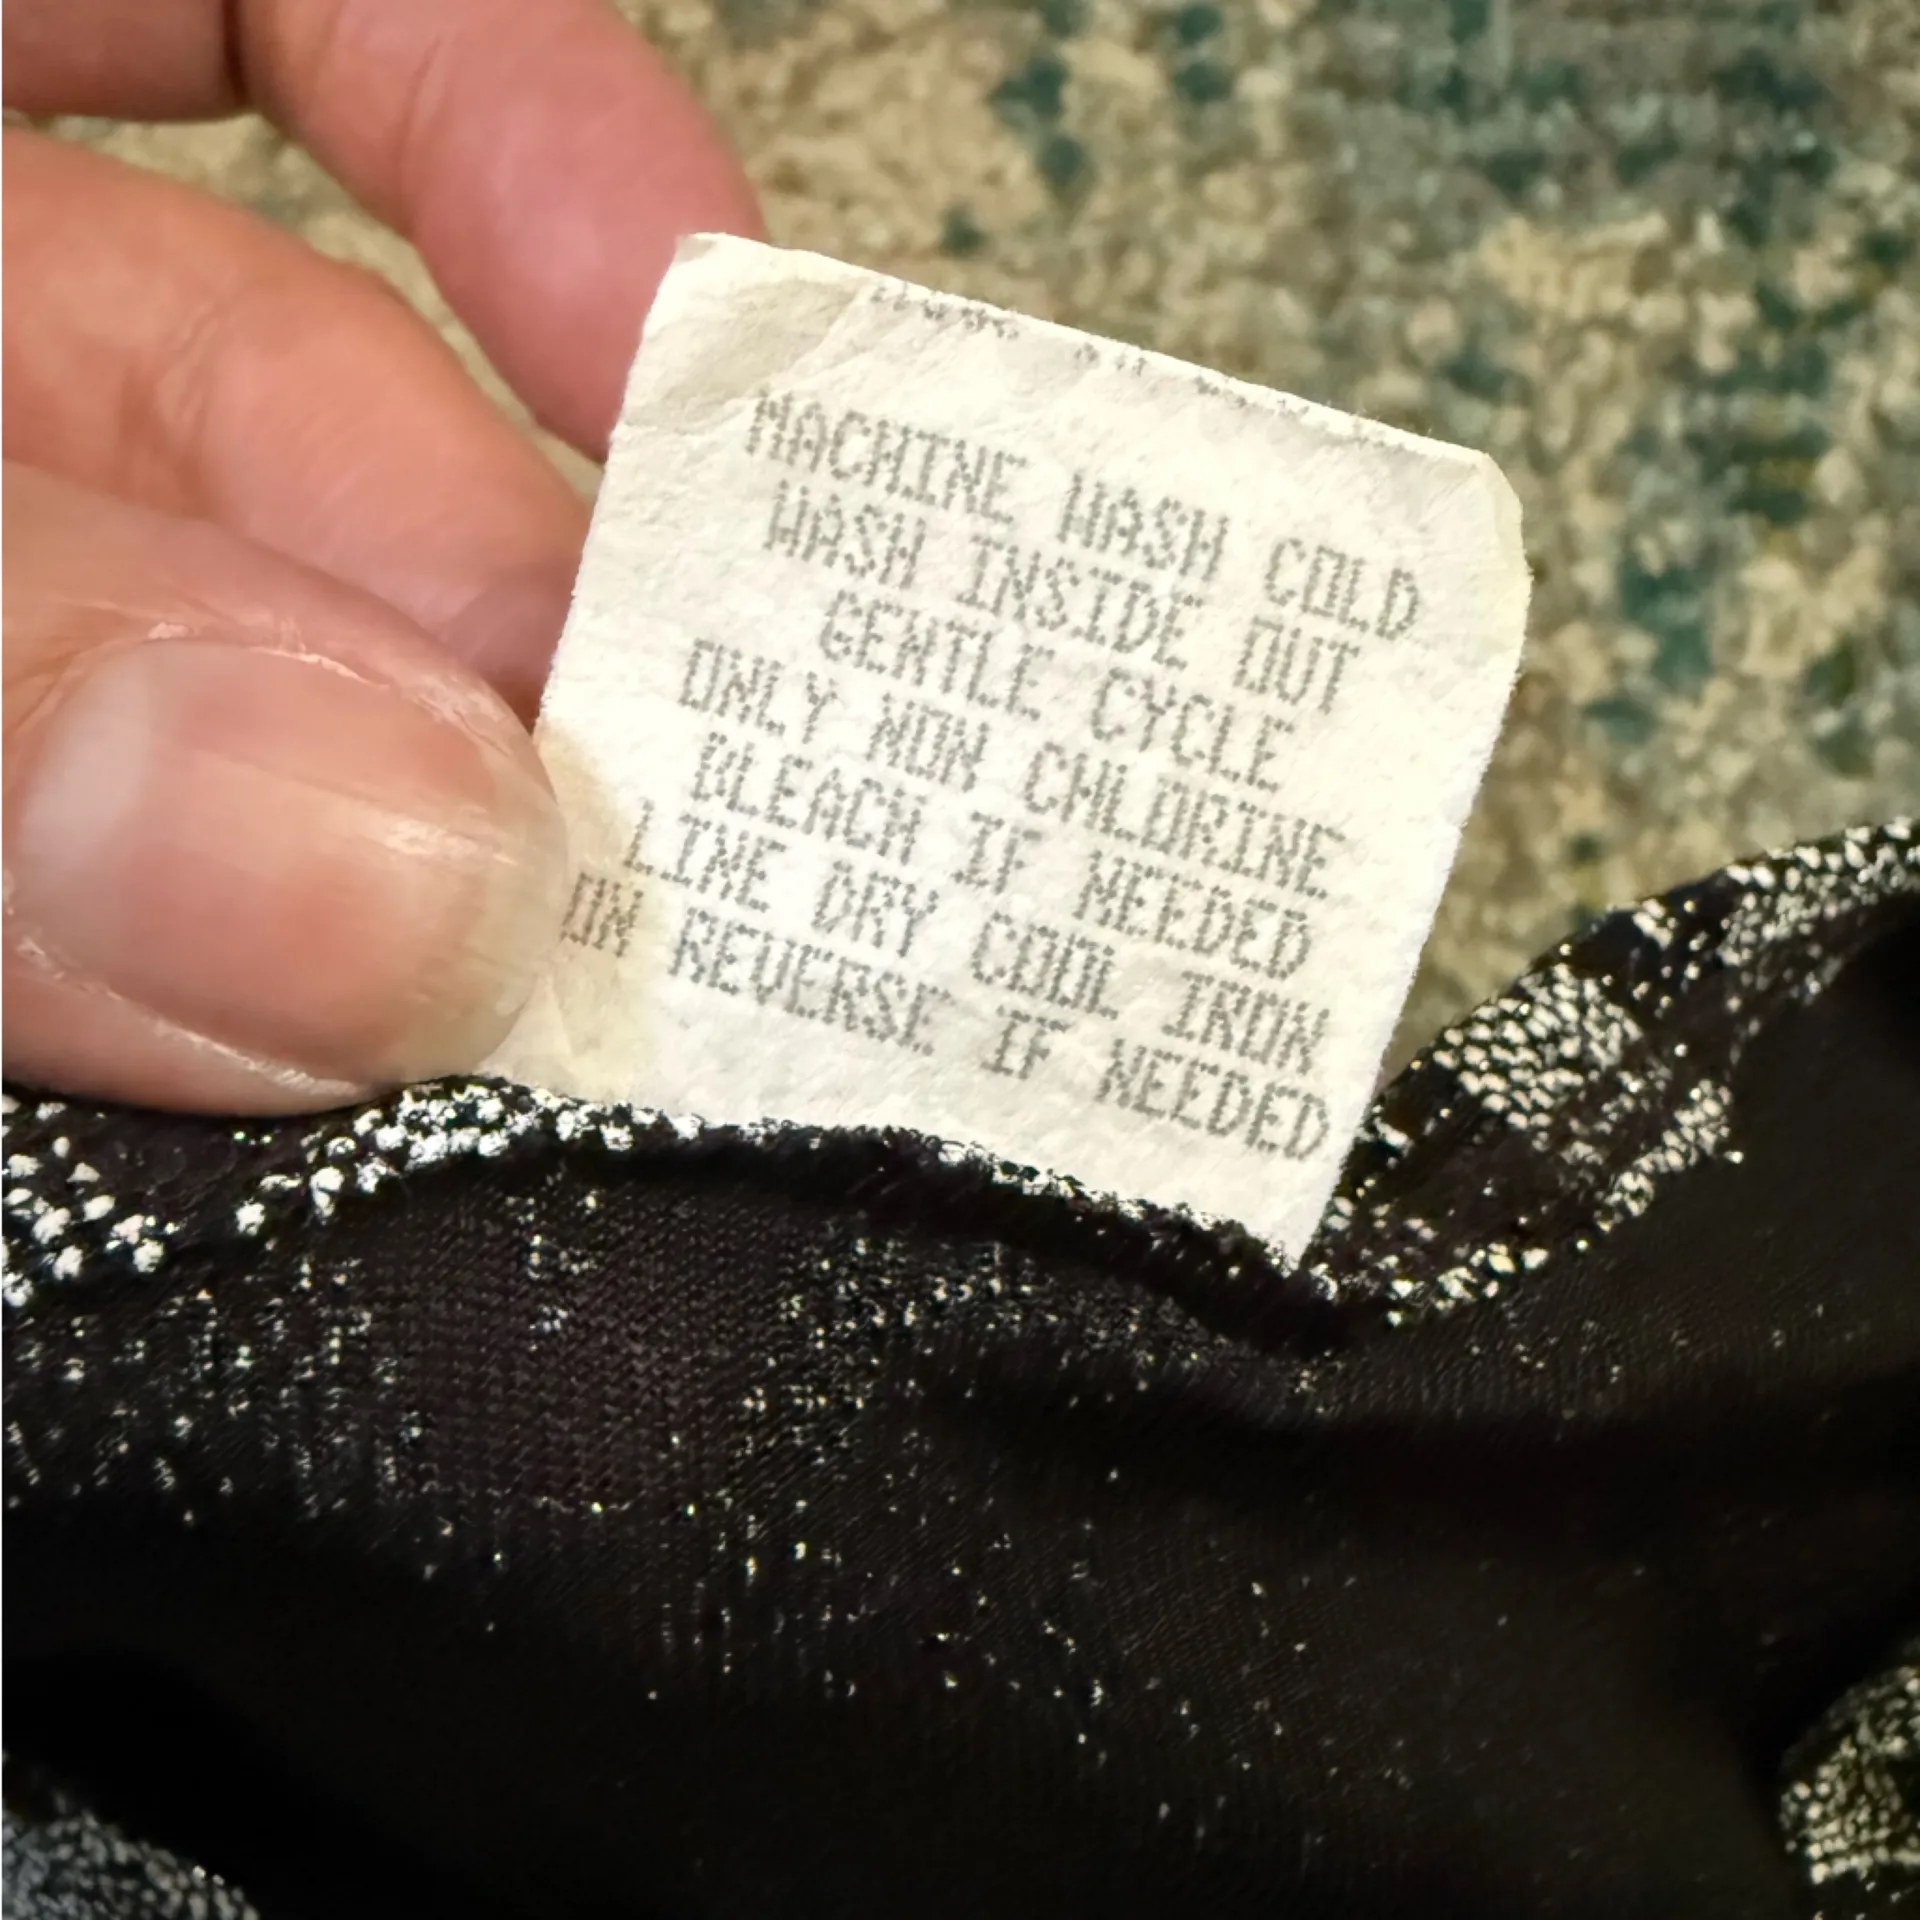 MACHINE WASH COLD
WASH INSIDE OUT
GENTLE CYCLE
ONLY NON CHLORINE
BLEACH IF NEEDED
LINE DRY COOL IRON
ON REVERSE IF NEEDED